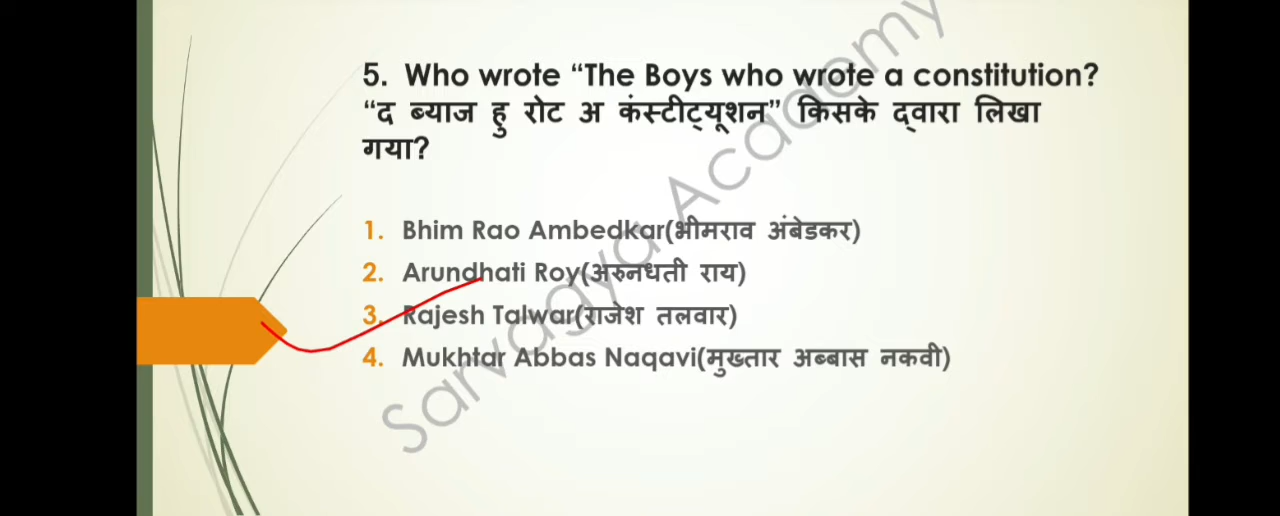 5. Who wrote “The Boys who wrote a constitution?
“द ब्याज हु रोट अ कंस्टीट्यूशन” किसके द्वारा लिखा
गया?
1. Bhim Rao Ambedkar(भीमराव अंबेडकर)
2. Arundhati Roy(अरुनधती राय)
3. Rajesh Talwar(राजेश तलवार)
4. Mukhtar Abbas Naqavi(मुख्तार अब्बास नकवी)
Sarvagya Acadomy